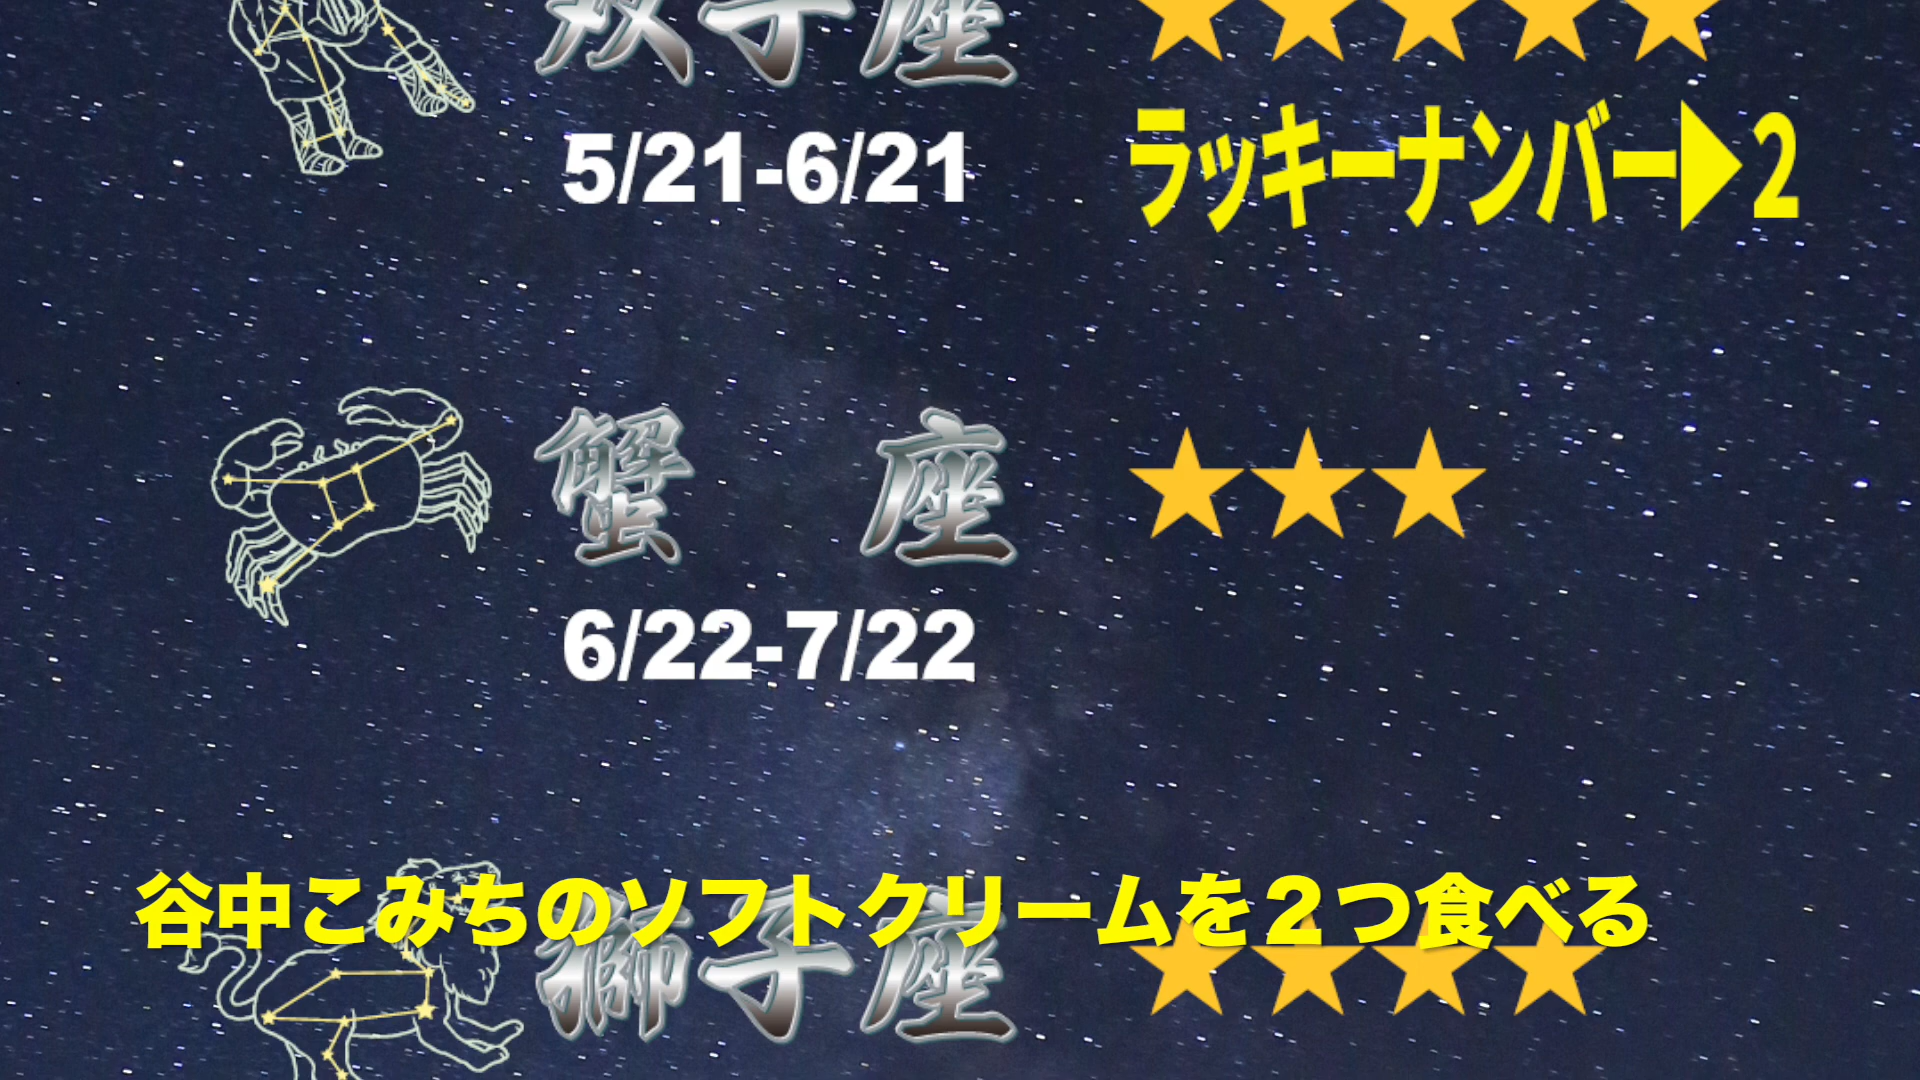 双子座
5/21-6/21
ラッキーナンバー▶2
蟹 座
6/22-7/22
谷中こみちのソフトクリームを２つ食べる
獅子座